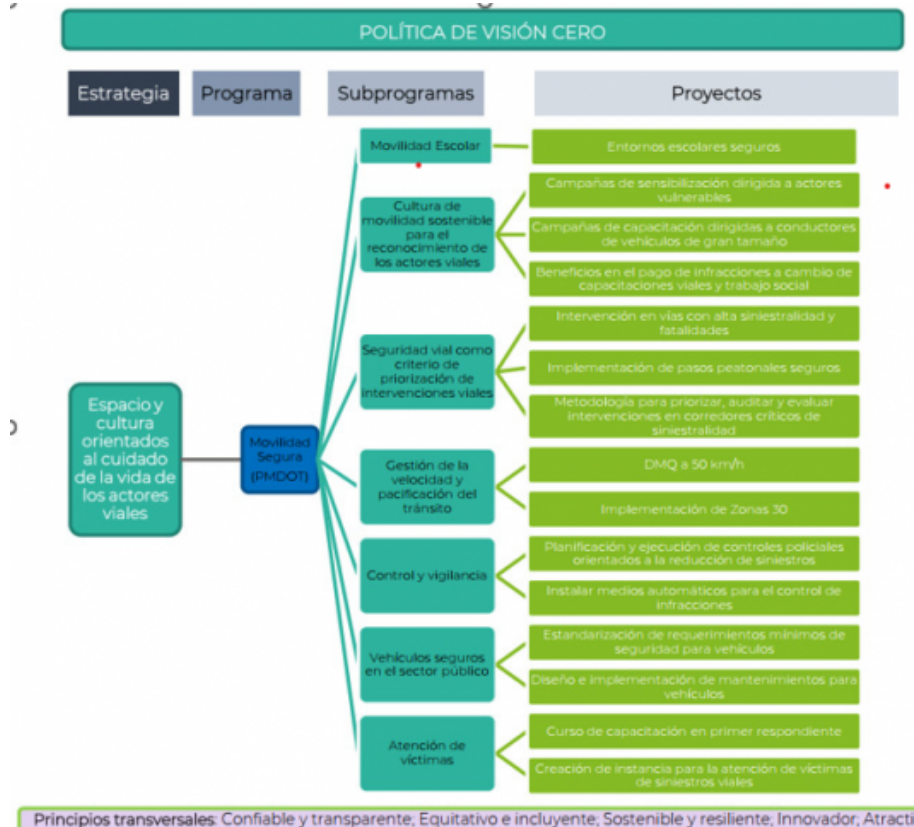 POLÍTICA DE VISIÓN CERO
Estrategia
Programa
Subprogramas
Proyectos
Espacio y
cultura
orientados
al cuidado
de la vida de
los actores
viales
Movilidad
Segura
(PMDOT)
Movilidad Escolar
Entornos escolares seguros
Cultura de
movilidad sostenible
para el
reconocimiento de
los actores viales
Campañas de sensibilización dirigida a actores
vulnerables
Campañas de capacitación dirigidas a conductores
de vehículos de gran tamaño
Beneficios en el pago de infracciones a cambio de
capacitaciones viales y trabajo social
Seguridad vial como
criterio de
priorización de
intervenciones viales
Intervención en vías con alta siniestralidad y
fatalidades
Implementación de pasos peatonales seguros
Metodología para priorizar, auditar y evaluar
intervenciones en corredores críticos de
siniestralidad
Gestión de la
velocidad y
pacificación del
tránsito
DMQ a 50 km/h
Implementación de Zonas 30
Control y vigilancia
Planificación y ejecución de controles policiales
orientados a la reducción de siniestros
Instalar medios automáticos para el control de
infracciones
Vehículos seguros
en el sector público
Estandarización de requerimientos mínimos de
seguridad para vehículos
Diseño e implementación de mantenimientos para
vehículos
Atención de
víctimas
Curso de capacitación en primer respondiente
Creación de instancia para la atención de víctimas
de siniestros viales
Principios transversales: Confiable y transparente; Equitativo e incluyente; Sostenible y resiliente; Innovador; Atracti